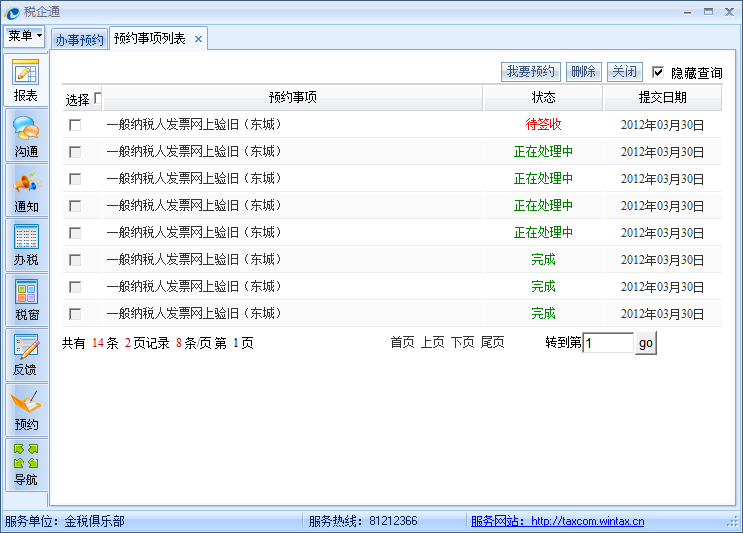 税企通
菜单
办事预约 预约事项列表
我要预约 删除 关闭 隐藏查询
选择 预约事项 状态 提交日期
一般纳税人发票网上验旧（东城） 待签收 2012年03月30日
一般纳税人发票网上验旧（东城） 正在处理中 2012年03月30日
一般纳税人发票网上验旧（东城） 正在处理中 2012年03月30日
一般纳税人发票网上验旧（东城） 正在处理中 2012年03月30日
一般纳税人发票网上验旧（东城） 正在处理中 2012年03月30日
一般纳税人发票网上验旧（东城） 完成 2012年03月30日
一般纳税人发票网上验旧（东城） 完成 2012年03月30日
一般纳税人发票网上验旧（东城） 完成 2012年03月30日
共有 14 条 2 页记录 8 条/页 第 1 页 首页 上页 下页 尾页 转到第 1 go
报表
沟通
通知
办税
税窗
反馈
预约
导航
服务单位：金税俱乐部 服务热线：81212366 服务网站：http://taxcom.wintax.cn